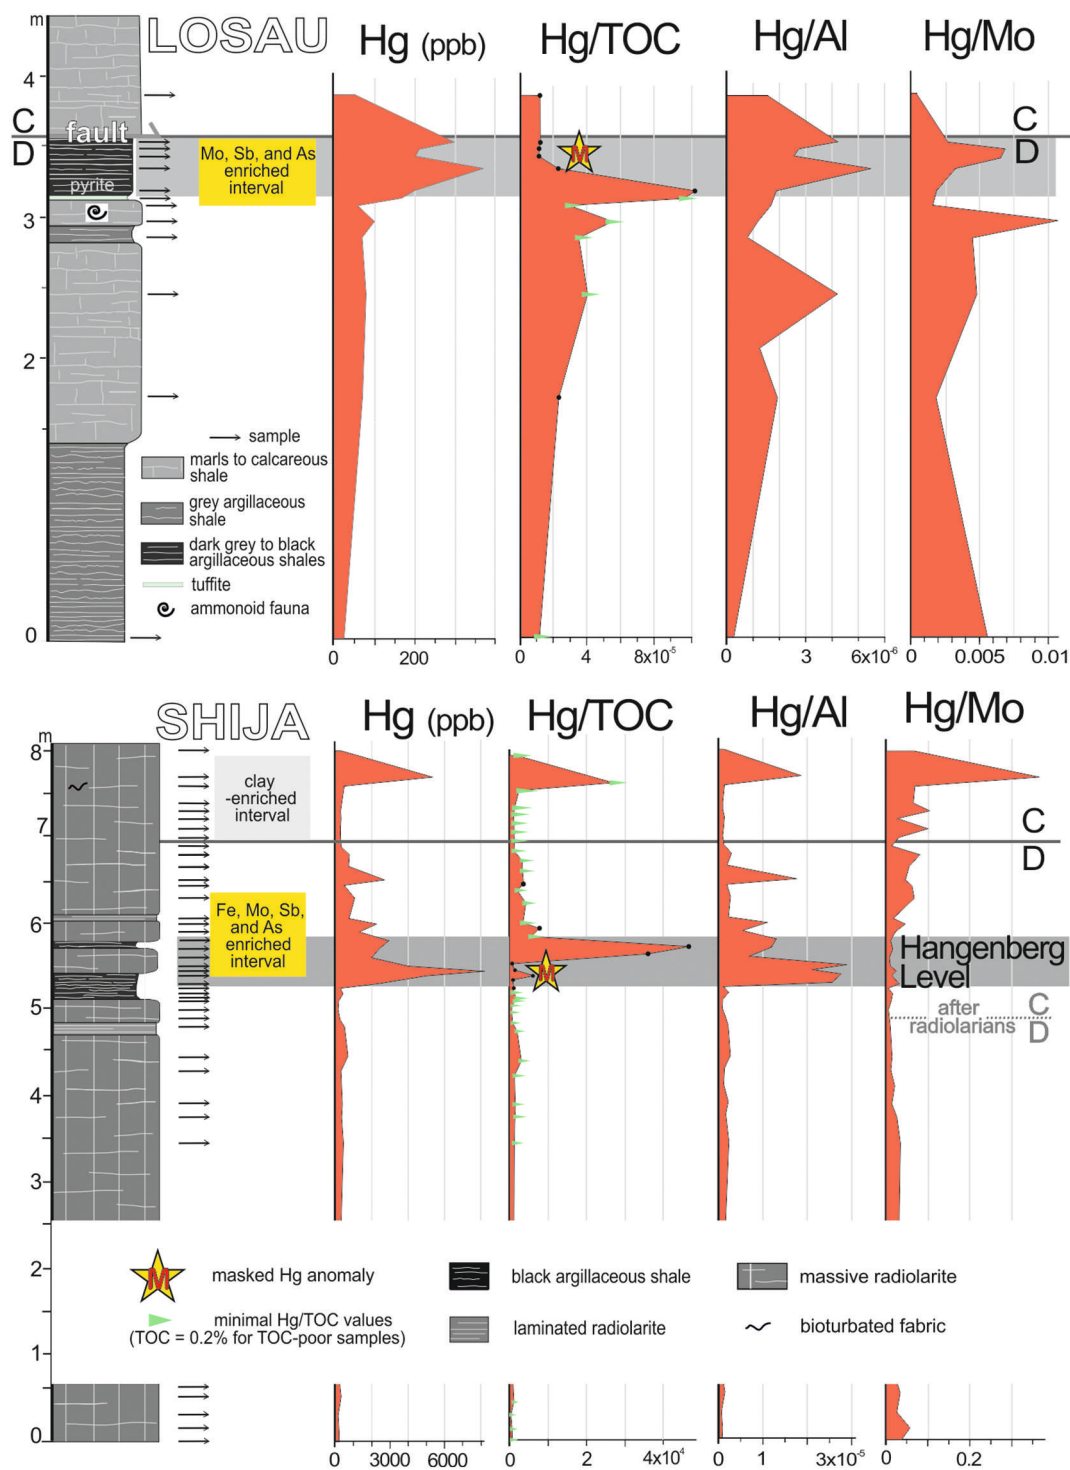 m
LOSAU
Hg (ppb)
Hg/TOC
Hg/Al
Hg/Mo
4
C
fault
C
D
M
D
Mo, Sb, and As
enriched
interval
pyrite
3
2
sample
marls to calcareous
shale
grey argillaceous
shale
dark grey to black
argillaceous shales
tuffite
ammonoid fauna
0
0 200
0 4 8x10-5
0 3 6x10-6
0 0.005 0.01
m
SHIJA
Hg (ppb)
Hg/TOC
Hg/Al
Hg/Mo
8
clay
-enriched
interval
7
C
D
6
Fe, Mo, Sb,
and As
enriched
interval
M
Hangenberg
Level
5
after
radiolarians
C
D
4
3
2
M
masked Hg anomaly
black argillaceous shale
massive radiolarite
minimal Hg/TOC values
(TOC = 0.2% for TOC-poor samples)
laminated radiolarite
bioturbated fabric
1
0
0 3000 6000
0 2 4x10⁴
0 1 3x10-5
0 0.2